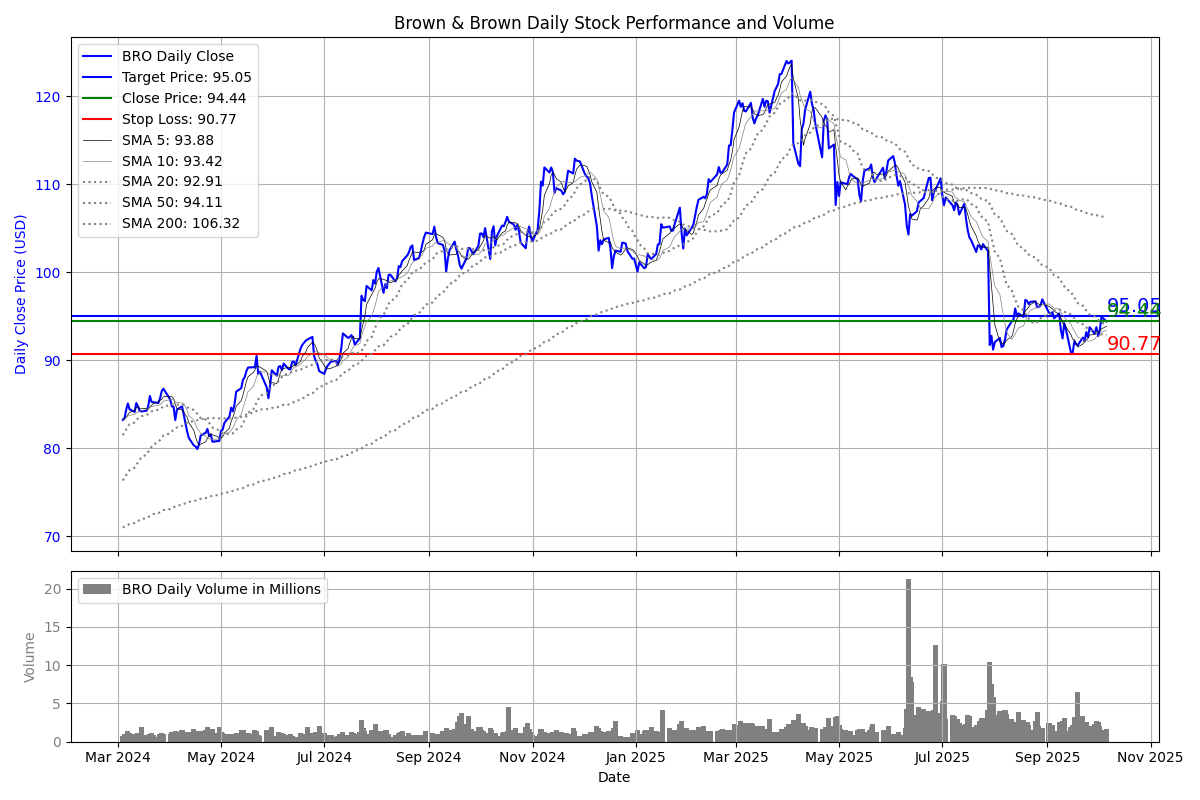 Brown & Brown Daily Stock Performance and Volume
BRO Daily Close
Target Price: 95.05
Close Price: 94.44
Stop Loss: 90.77
SMA 5: 93.88
SMA 10: 93.42
SMA 20: 92.91
SMA 50: 94.11
SMA 200: 106.32
Daily Close Price (USD)
120
110
100
90
80
70
95.05
94.44
90.77
BRO Daily Volume in Millions
Volume
20
15
10
5
0
Mar 2024 May 2024 Jul 2024 Sep 2024 Nov 2024 Jan 2025 Mar 2025 May 2025 Jul 2025 Sep 2025 Nov 2025
Date